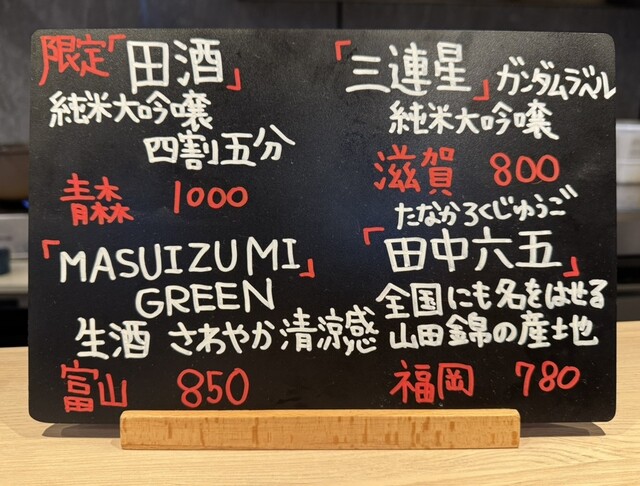 限定「田酒」
純米大吟醸
四割五分
青森 1000
「三連星」ガンダムラベル
純米大吟醸
滋賀 800
「MASUIZUMI」
GREEN
生酒 さわやか清涼感
富山 850
たなかろくじゅうご
「田中六五」
全国にも名をはせる
山田錦の産地
福岡 780